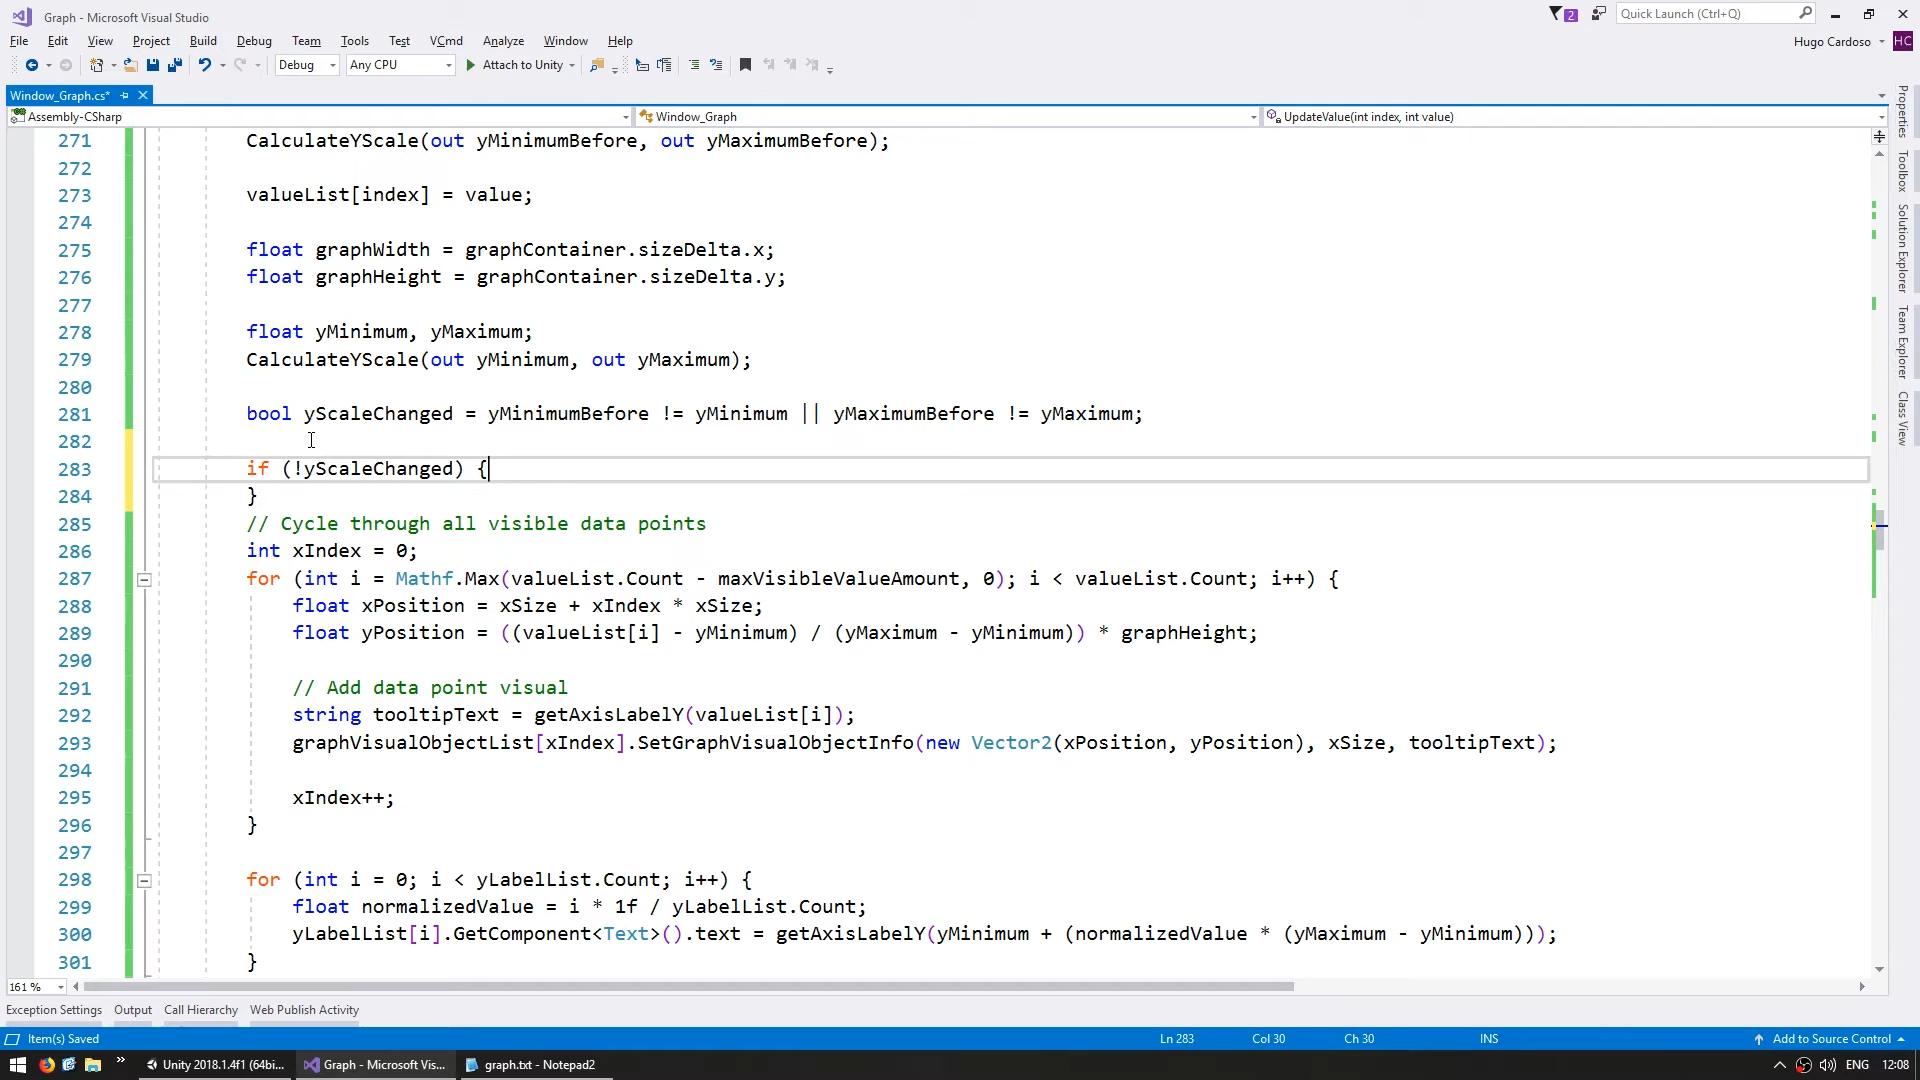 Graph - Microsoft Visual Studio
2
Quick Launch (Ctrl+Q)
File Edit View Project Build Debug Team Tools Test VCmd Analyze Window Help
Hugo Cardoso
HC
Debug
Any CPU
Attach to Unity
Window_Graph.cs*
Assembly-CSharp
Window_Graph
UpdateValue(int index, int value)
271 CalculateYScale(out yMinimumBefore, out yMaximumBefore);
272
273 valueList[index] = value;
274
275 float graphWidth = graphContainer.sizeDelta.x;
276 float graphHeight = graphContainer.sizeDelta.y;
277
278 float yMinimum, yMaximum;
279 CalculateYScale(out yMinimum, out yMaximum);
280
281 bool yScaleChanged = yMinimumBefore != yMinimum || yMaximumBefore != yMaximum;
282
283 if (!yScaleChanged) {
284 }
285 // Cycle through all visible data points
286 int xIndex = 0;
287 for (int i = Mathf.Max(valueList.Count - maxVisibleValueAmount, 0); i < valueList.Count; i++) {
288 float xPosition = xSize + xIndex * xSize;
289 float yPosition = ((valueList[i] - yMinimum) / (yMaximum - yMinimum)) * graphHeight;
290
291 // Add data point visual
292 string tooltipText = getAxisLabelY(valueList[i]);
293 graphVisualObjectList[xIndex].SetGraphVisualObjectInfo(new Vector2(xPosition, yPosition), xSize, tooltipText);
294
295 xIndex++;
296 }
297
298 for (int i = 0; i < yLabelList.Count; i++) {
299 float normalizedValue = i * 1f / yLabelList.Count;
300 yLabelList[i].GetComponent<Text>().text = getAxisLabelY(yMinimum + (normalizedValue * (yMaximum - yMinimum)));
301 }
Properties
Toolbox
Solution Explorer
Team Explorer
Class View
161 %
Exception Settings Output Call Hierarchy Web Publish Activity
Item(s) Saved
Ln 283
Col 30
Ch 30
INS
Add to Source Control
»
Unity 2018.1.4f1 (64bi...
Graph - Microsoft Vis...
graph.txt - Notepad2
ENG
12:08